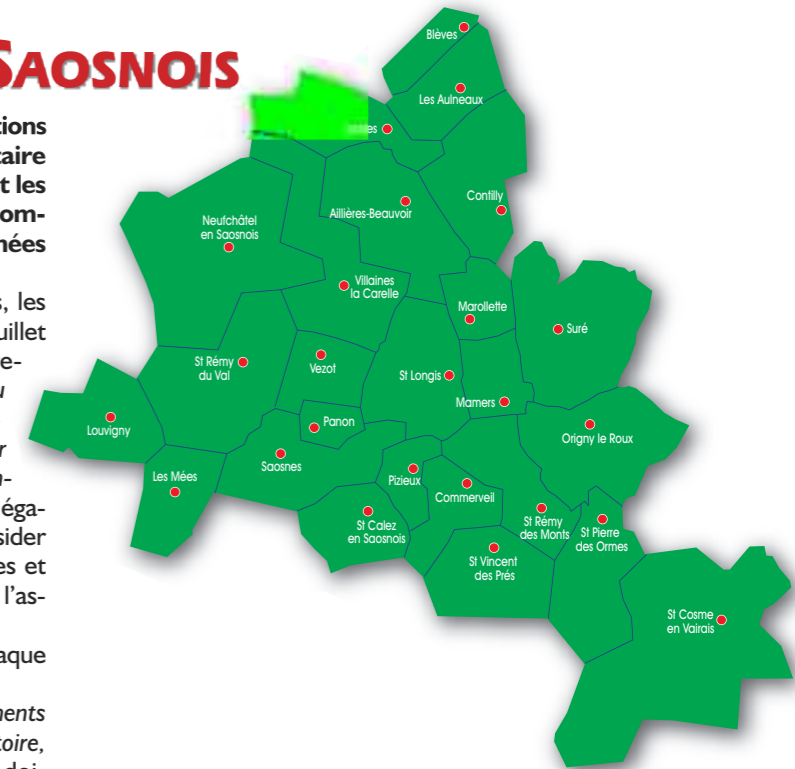 SAOSNOIS
tions
taire
t les
om-
nées
s, les
uillet
e-
u
r
n-
éga-
sider
es et
l'as-
aque
ments
toire,
doi-
Blèves
Les Aulneaux
Contilly
Aillières-Beauvoir
Neufchâtel
en Saosnois
Villaines
la Carelle
Marollette
Suré
St Rémy
du Val
Vezot
St Longis
Mamers
Louvigny
Panon
Origny le Roux
Saosnes
Les Mées
Pizieux
Commerveil
St Calez
en Saosnois
St Rémy
des Monts
St Pierre
des Ormes
St Vincent
des Prés
St Cosme
en Vairais